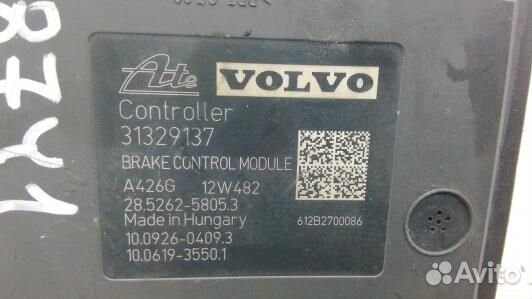 Ate VOLVO
Controller
31329137
BRAKE CONTROL MODULE
A426G 12W482
28.5262-5805.3
Made in Hungary 612B2700086
10.0926-0409.3
10.0619-3550.1
Avito